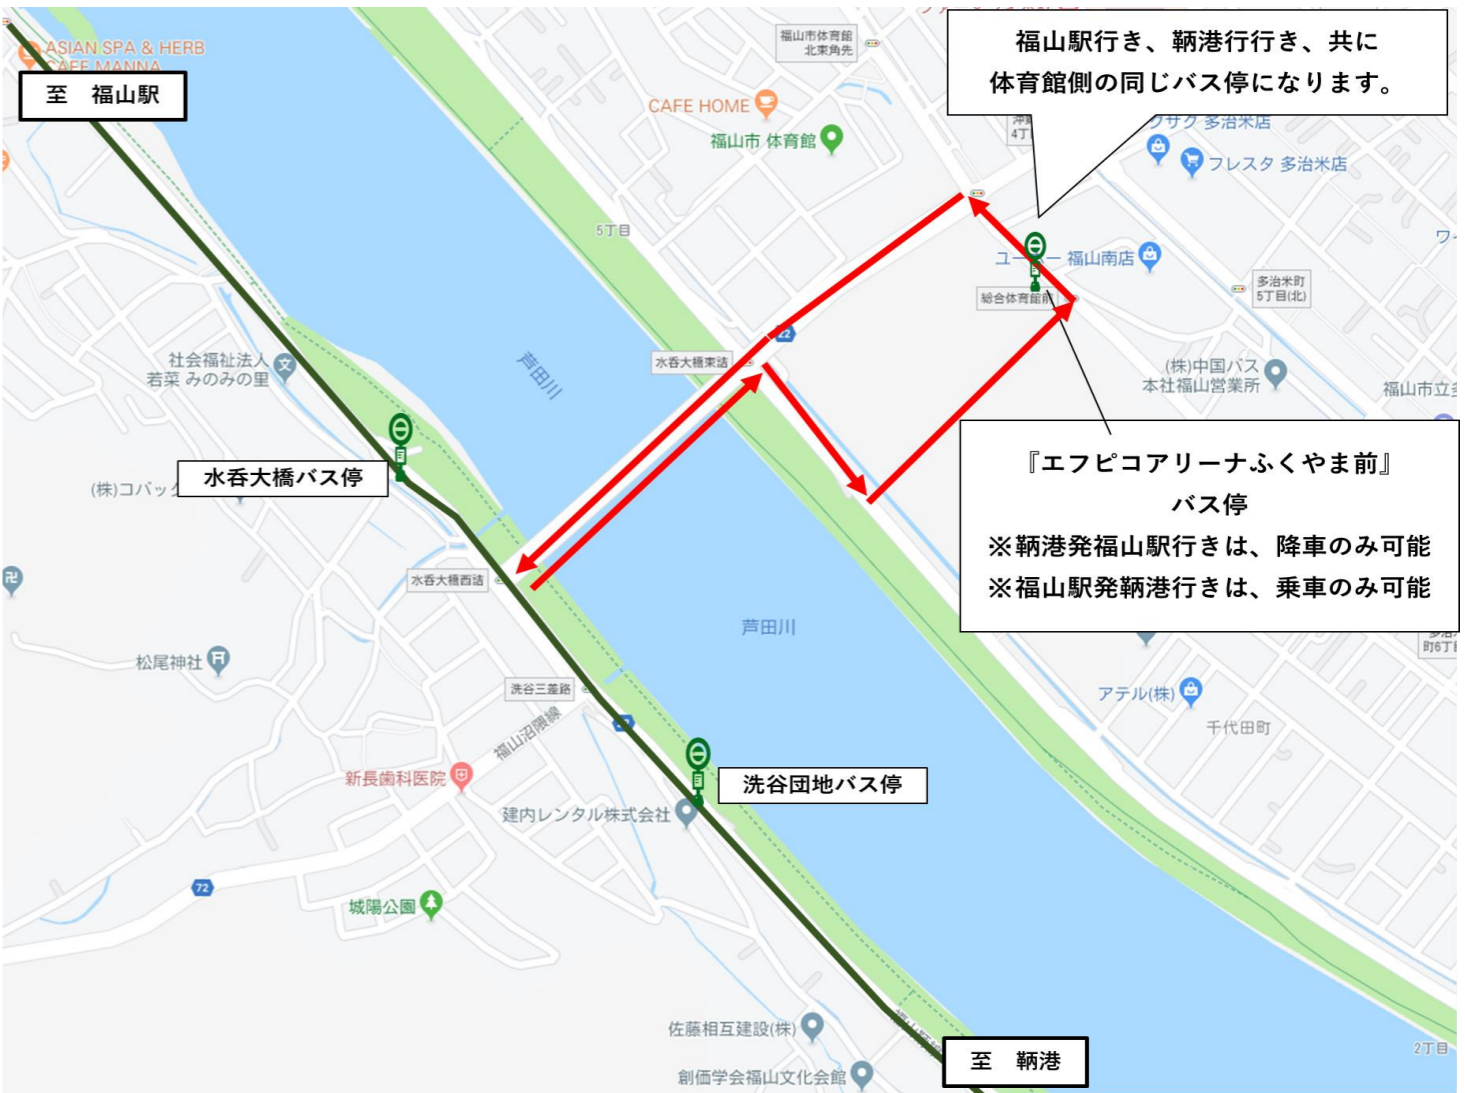 福山市体育館
北東角先
福山駅行き、鞆港行行き、共に
体育館側の同じバス停になります。
ASIAN SPA & HERB
CAFE MANNA
至 福山駅
CAFE HOME
福山市 体育館
4丁
多治米店
フレスタ 多治米店
5丁目
福山南店
総合体育館前
多治米町
5丁目(北)
22
水呑大橋東詰
社会福祉法人
若菜 みのみの里
芦田川
(株)中国バス
本社福山営業所
福山市立
『エフピコアリーナふくやま前』
バス停
※鞆港発福山駅行きは、降車のみ可能
※福山駅発鞆港行きは、乗車のみ可能
水呑大橋バス停
(株)コバック
水呑大橋西詰
芦田川
町6丁目
松尾神社
洗谷三差路
アテル(株)
千代田町
福山沼隈線
新長歯科医院
洗谷団地バス停
建内レンタル株式会社
72
城陽公園
佐藤相互建設(株)
至 鞆港
2丁目
創価学会福山文化会館